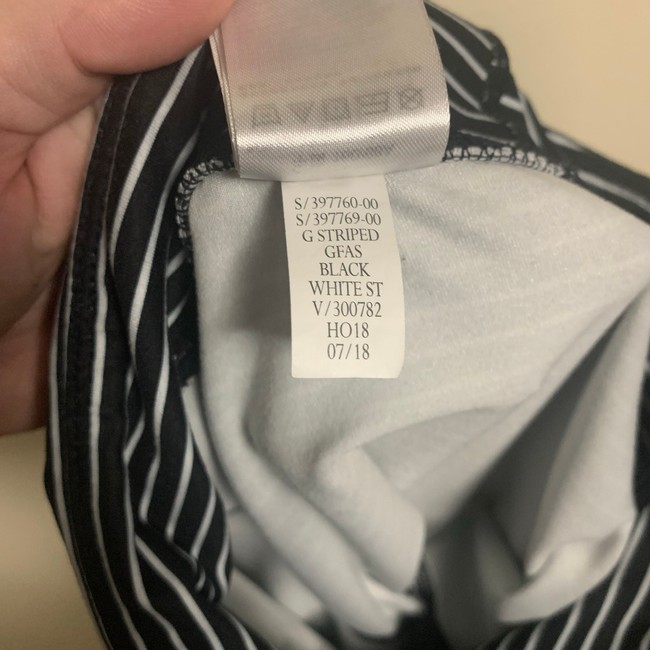 S/397760-00
S/397769-00
G STRIPED
GFAS
BLACK
WHITE ST
V/300782
HO18
07/18